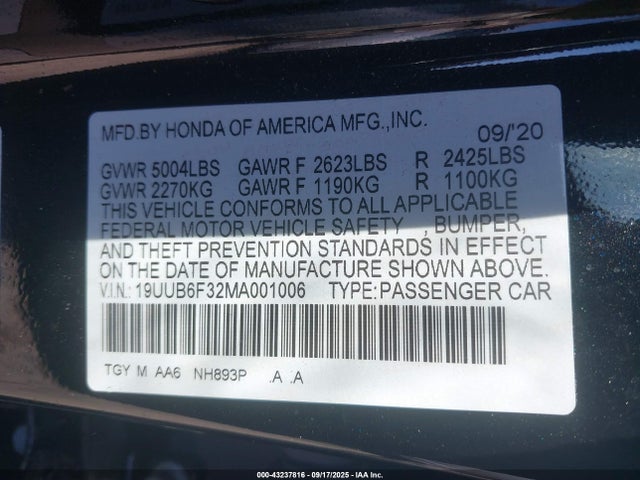 MFD.BY HONDA OF AMERICA MFG.,INC. 09/'20
GVWR 5004LBS GAWR F 2623LBS R 2425LBS
GVWR 2270KG GAWR F 1190KG R 1100KG
THIS VEHICLE CONFORMS TO ALL APPLICABLE
FEDERAL MOTOR VEHICLE SAFETY , BUMPER,
AND THEFT PREVENTION STANDARDS IN EFFECT
ON THE DATE OF MANUFACTURE SHOWN ABOVE.
V.I.N.: 19UUB6F32MA001006 TYPE:PASSENGER CAR
TGY M AA6 NH893P .A .A
000-43237816 - 09/17/2025 - IAA Inc.